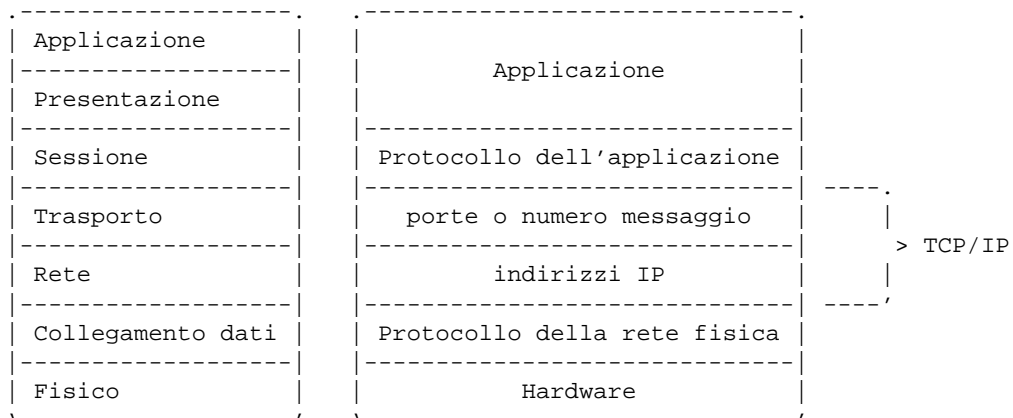 Applicazione
Applicazione
Presentazione
Sessione Protocollo dell'applicazione
Trasporto porte o numero messaggio
> TCP/IP
Rete indirizzi IP
Collegamento dati Protocollo della rete fisica
Fisico Hardware